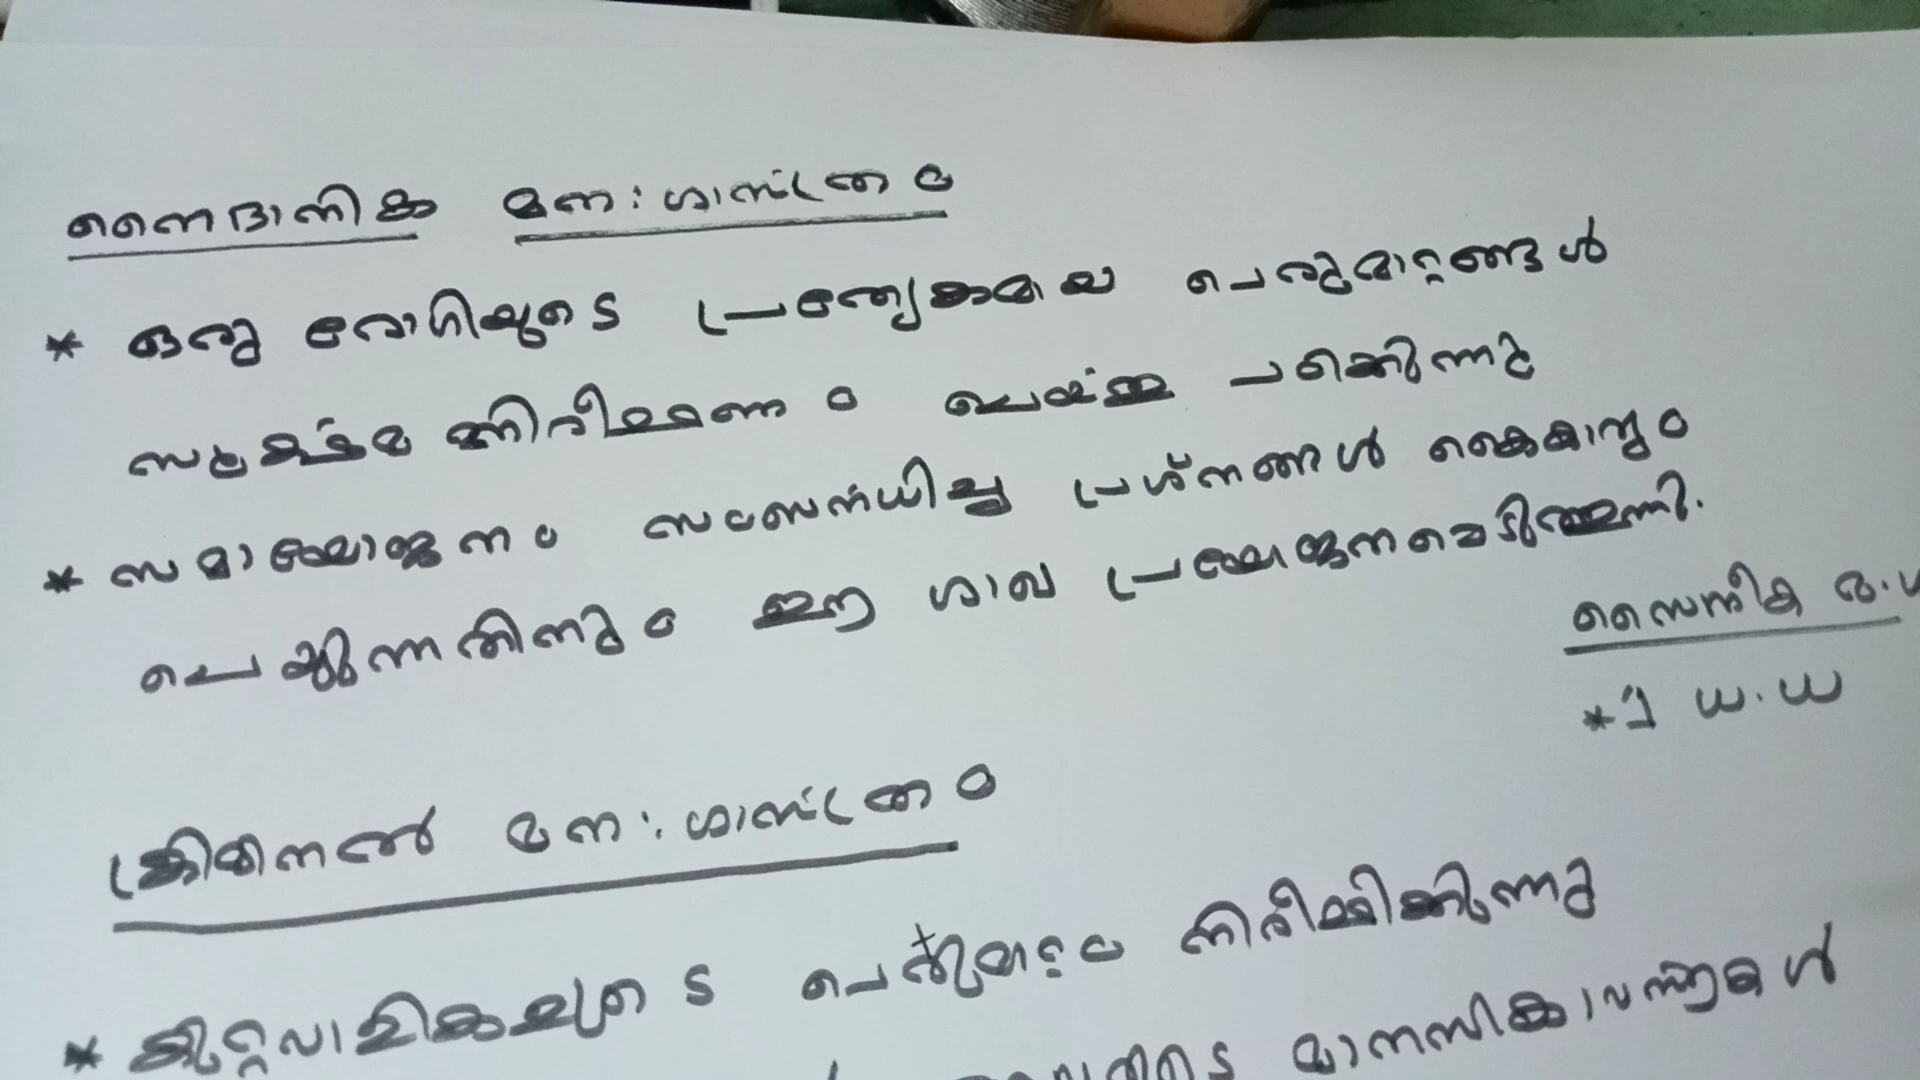 നൈദാനിക മന:ശാസ്ത്രം
* ഒരു രോഗിയുടെ പ്രത്യേകമായ പെരുമാറ്റങ്ങൾ
സൂക്ഷ്മ നിരീക്ഷണം ചെയ്ത് പഠിക്കുന്നു
* സമായോജനം സംബന്ധിച്ച പ്രശ്നങ്ങൾ കൈകാര്യം
ചെയ്യുന്നതിനും ഈ ശാഖ പ്രയോജനപ്പെടുത്തുന്നു.
സൈനിക മ.ശ
ക്രിമിനൽ മന:ശാസ്ത്രം
* കുറ്റവാളികളുടെ പെരുമാറ്റം നിരീക്ഷിക്കുന്നു
മാനസികാവസ്ഥകൾ